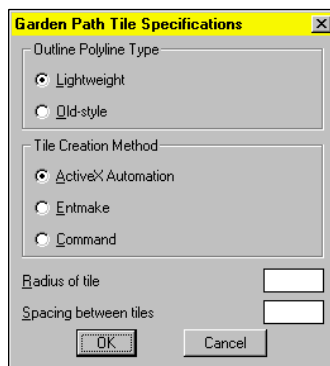 Garden Path Tile Specifications
Outline Polyline Type
Lightweight
Old-style
Tile Creation Method
ActiveX Automation
Entmake
Command
Radius of tile
Spacing between tiles
OK Cancel